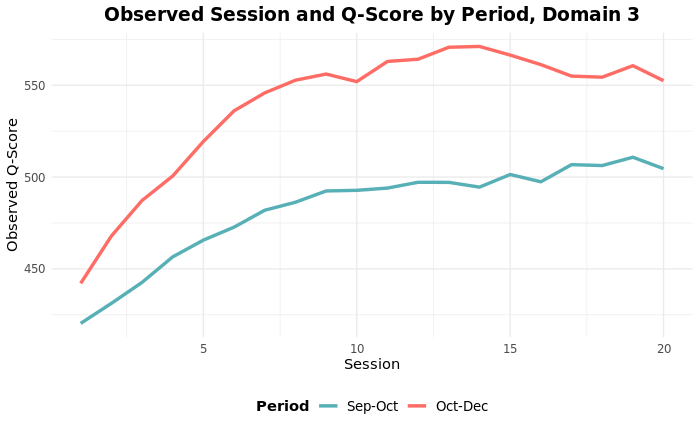 Observed Session and Q-Score by Period, Domain 3
Observed Q-Score
550
500
450
5 10 15 20
Session
Period Sep-Oct Oct-Dec